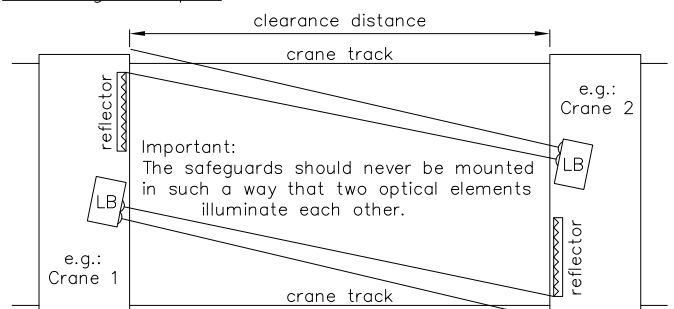 clearance distance
crane track
reflector
e.g.:
Crane 2
LB
Important:
The safeguards should never be mounted
in such a way that two optical elements
illuminate each other.
LB
reflector
e.g.:
Crane 1
crane track